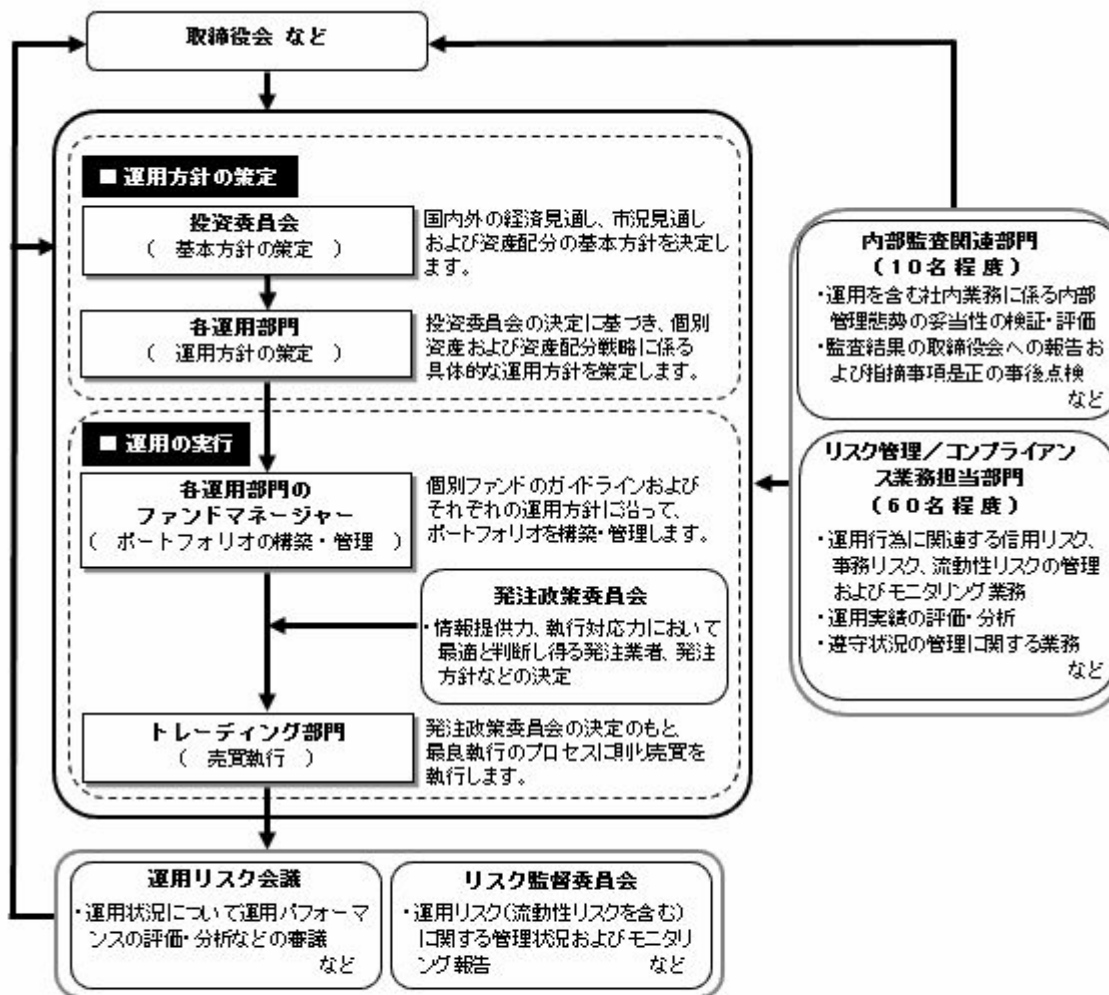 取締役会 など
■ 運用方針の策定
投資委員会
( 基本方針の策定 )
国内外の経済見通し、市況見通し
および資産配分の基本方針を決定し
ます。
各運用部門
( 運用方針の策定 )
投資委員会の決定に基づき、個別
資産および資産配分戦略に係る
具体的な運用方針を策定します。
■ 運用の実行
各運用部門の
ファンドマネージャー
( ポートフォリオの構築・管理 )
個別ファンドのガイドラインおよび
それぞれの運用方針に沿って、
ポートフォリオを構築・管理します。
発注政策委員会
・情報提供力、執行対応力において
最適と判断し得る発注業者、発注
方針などの決定
トレーディング部門
( 売買執行 )
発注政策委員会の決定のもと、
最良執行のプロセスに則り売買を
執行します。
内部監査関連部門
(10名程度)
・運用を含む社内業務に係る内部
管理態勢の妥当性の検証・評価
・監査結果の取締役会への報告お
よび指摘事項是正の事後点検
など
リスク管理/コンプライアン
ス業務担当部門
(60名程度)
・運用行為に関連する信用リスク、
事務リスク、流動性リスクの管理
およびモニタリング業務
・運用実績の評価・分析
・遵守状況の管理に関する業務
など
運用リスク会議
・運用状況について運用パフォーマ
ンスの評価・分析などの審議
など
リスク監督委員会
・運用リスク(流動性リスクを含む)
に関する管理状況およびモニタリ
ング報告 など